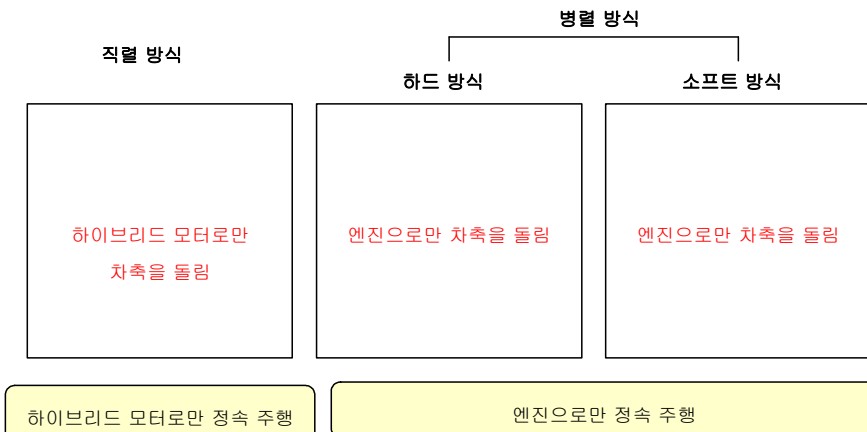 병렬 방식
직렬 방식
하드 방식
소프트 방식
하이브리드 모터로만
차축을 돌림
엔진으로만 차축을 돌림
엔진으로만 차축을 돌림
하이브리드 모터로만 정속 주행
엔진으로만 정속 주행